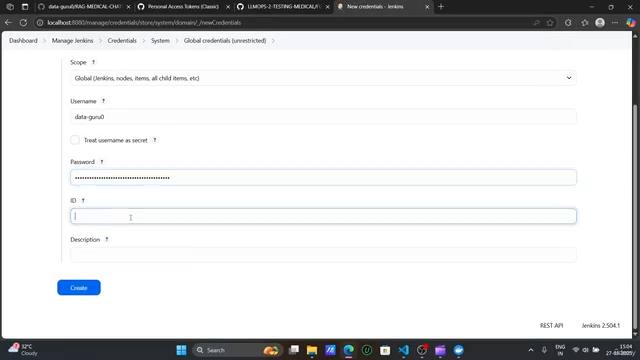 data-guru0/RAG-MEDICAL-CHAT
Personal Access Tokens (Classic)
LLMOPS-2-TESTING-MEDICAL/
New credentials - Jenkins
localhost:8080/manage/credentials/store/system/domain/_/newCredentials
Dashboard > Manage Jenkins > Credentials > System > Global credentials (unrestricted) >
Scope ?
Global (Jenkins, nodes, items, all child items, etc)
Username ?
data-guru0
Treat username as secret ?
Password ?
ID ?
Description ?
Create
REST API Jenkins 2.504.1
32°C
Cloudy
Search
ENG
IN
15:04